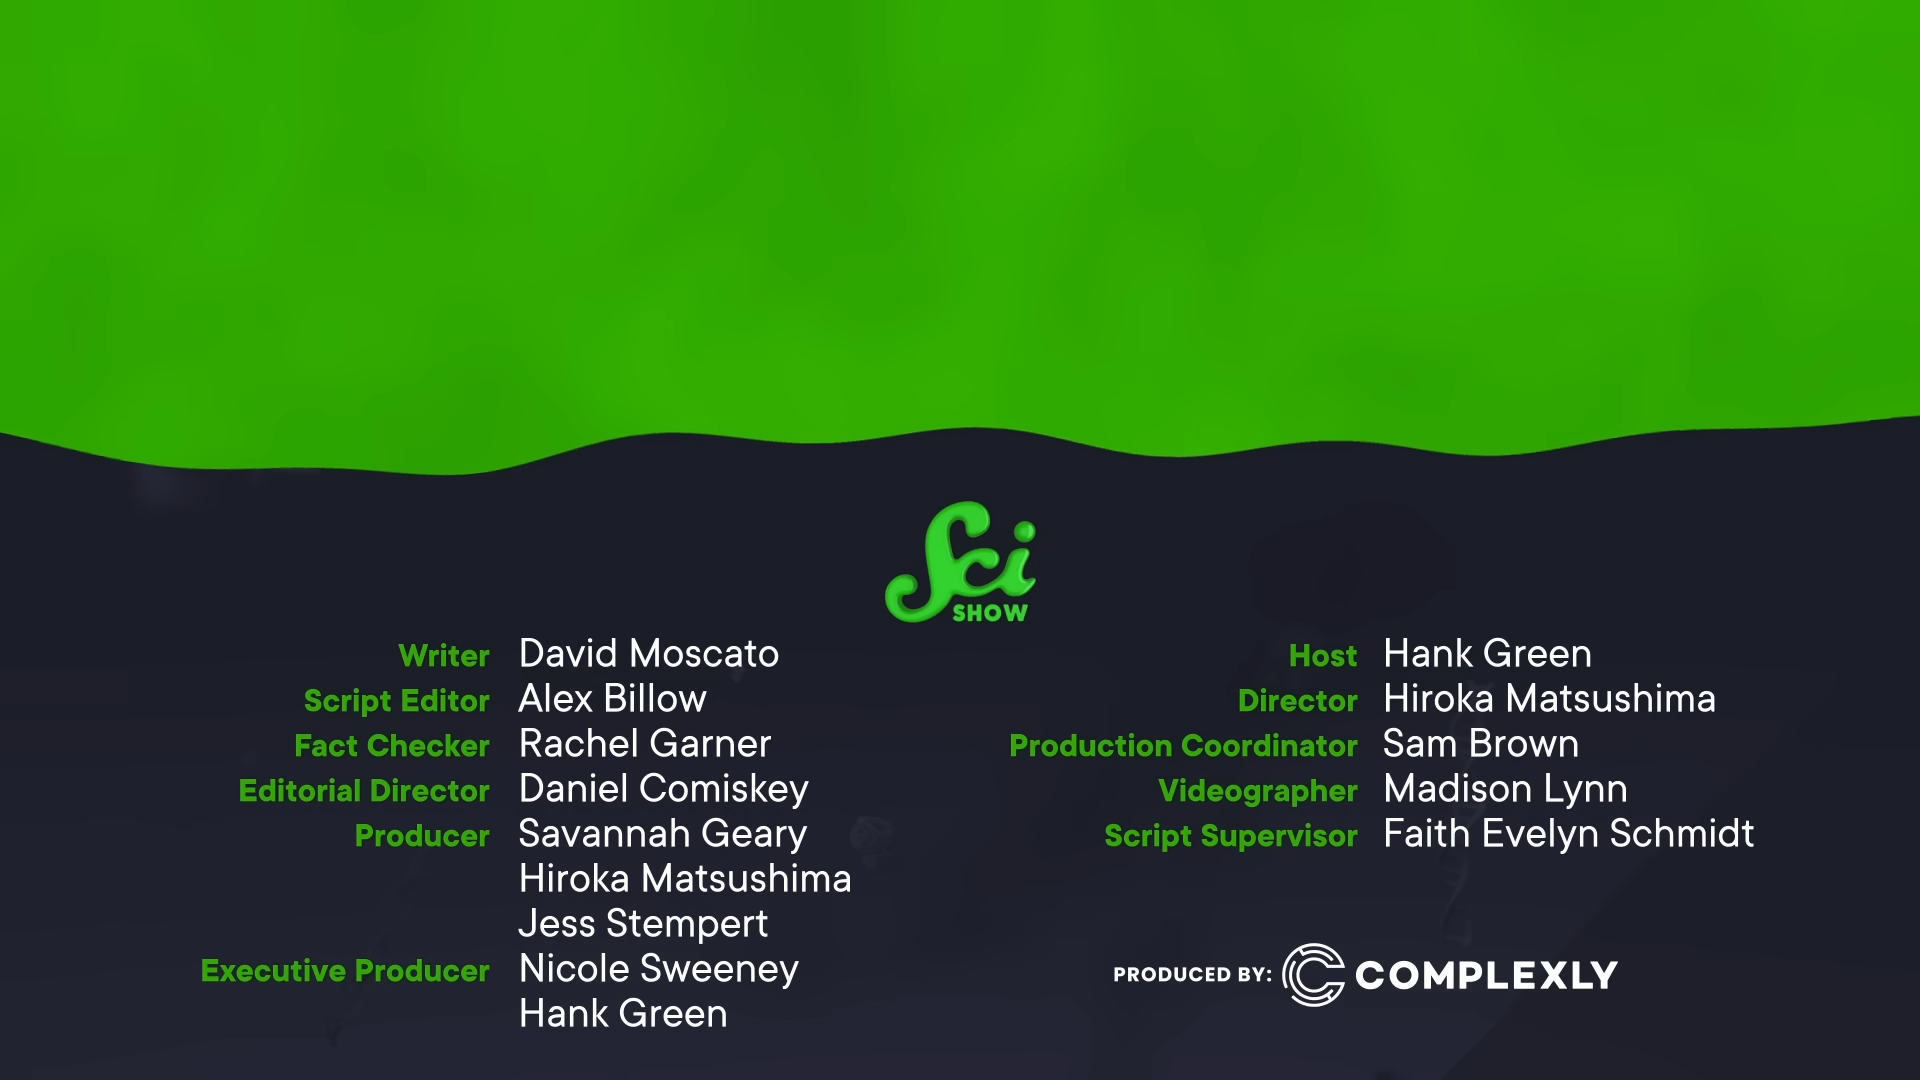 Sci
SHOW
Writer David Moscato
Script Editor Alex Billow
Fact Checker Rachel Garner
Editorial Director Daniel Comiskey
Producer Savannah Geary
Hiroka Matsushima
Jess Stempert
Executive Producer Nicole Sweeney
Hank Green
Host Hank Green
Director Hiroka Matsushima
Production Coordinator Sam Brown
Videographer Madison Lynn
Script Supervisor Faith Evelyn Schmidt
PRODUCED BY: COMPLEXLY